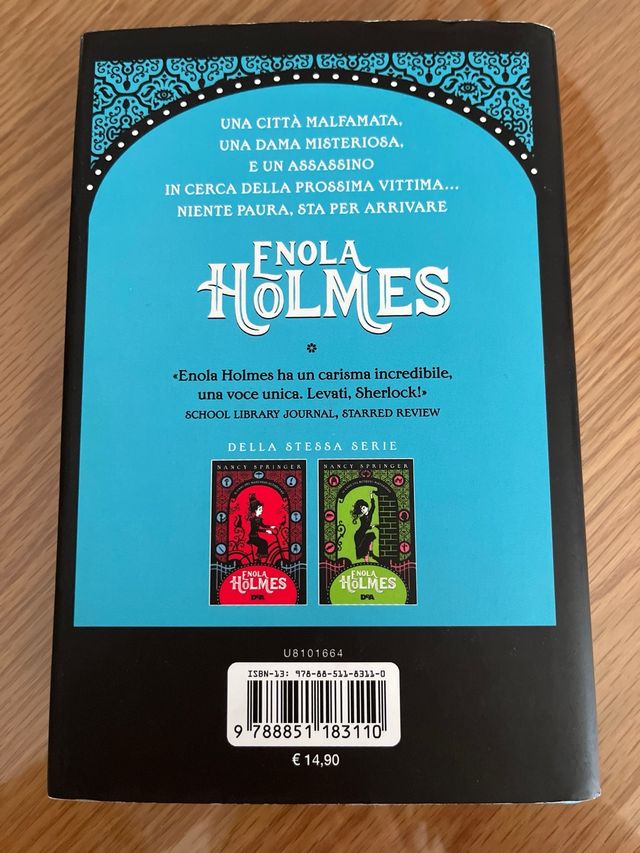 UNA CITTÀ MALFAMATA,
UNA DAMA MISTERIOSA,
E UN ASSASSINO
IN CERCA DELLA PROSSIMA VITTIMA...
NIENTE PAURA, STA PER ARRIVARE
ENOLA
HOLMES
«Enola Holmes ha un carisma incredibile,
una voce unica. Levati, Sherlock!»
SCHOOL LIBRARY JOURNAL, STARRED REVIEW
DELLA STESSA SERIE
NANCY SPRINGER
ENOLA
HOLMES
DeA
NANCY SPRINGER
ENOLA
HOLMES
DeA
U8101664
ISBN-13: 978-88-511-8311-0
9 788851 183110
€ 14,90